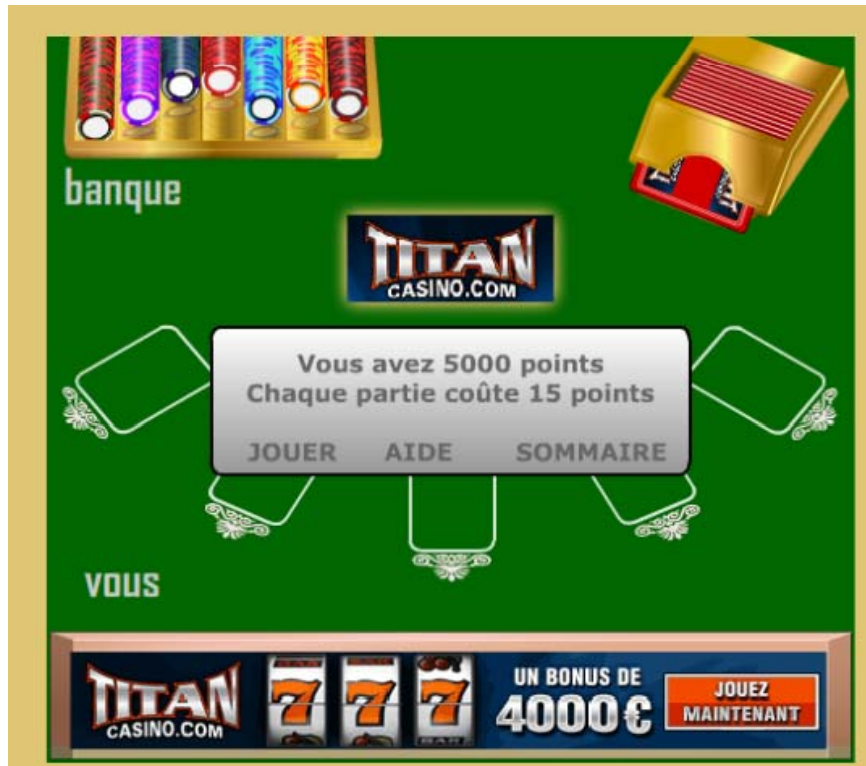 banque
TITAN
CASINO.COM
Vous avez 5000 points
Chaque partie coûte 15 points
JOUER AIDE SOMMAIRE
vous
TITAN
CASINO.COM
7 7 7
UN BONUS DE
4000€
JOUEZ
MAINTENANT